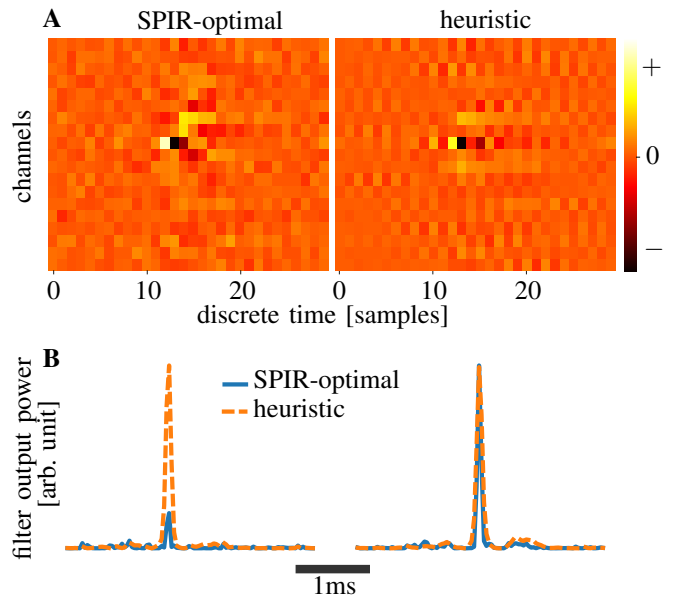 A
SPIR-optimal
heuristic
channels
+
0
—
0
10
20
0
10
20
discrete time [samples]
B
filter output power
[arb. unit]
SPIR-optimal
heuristic
1ms